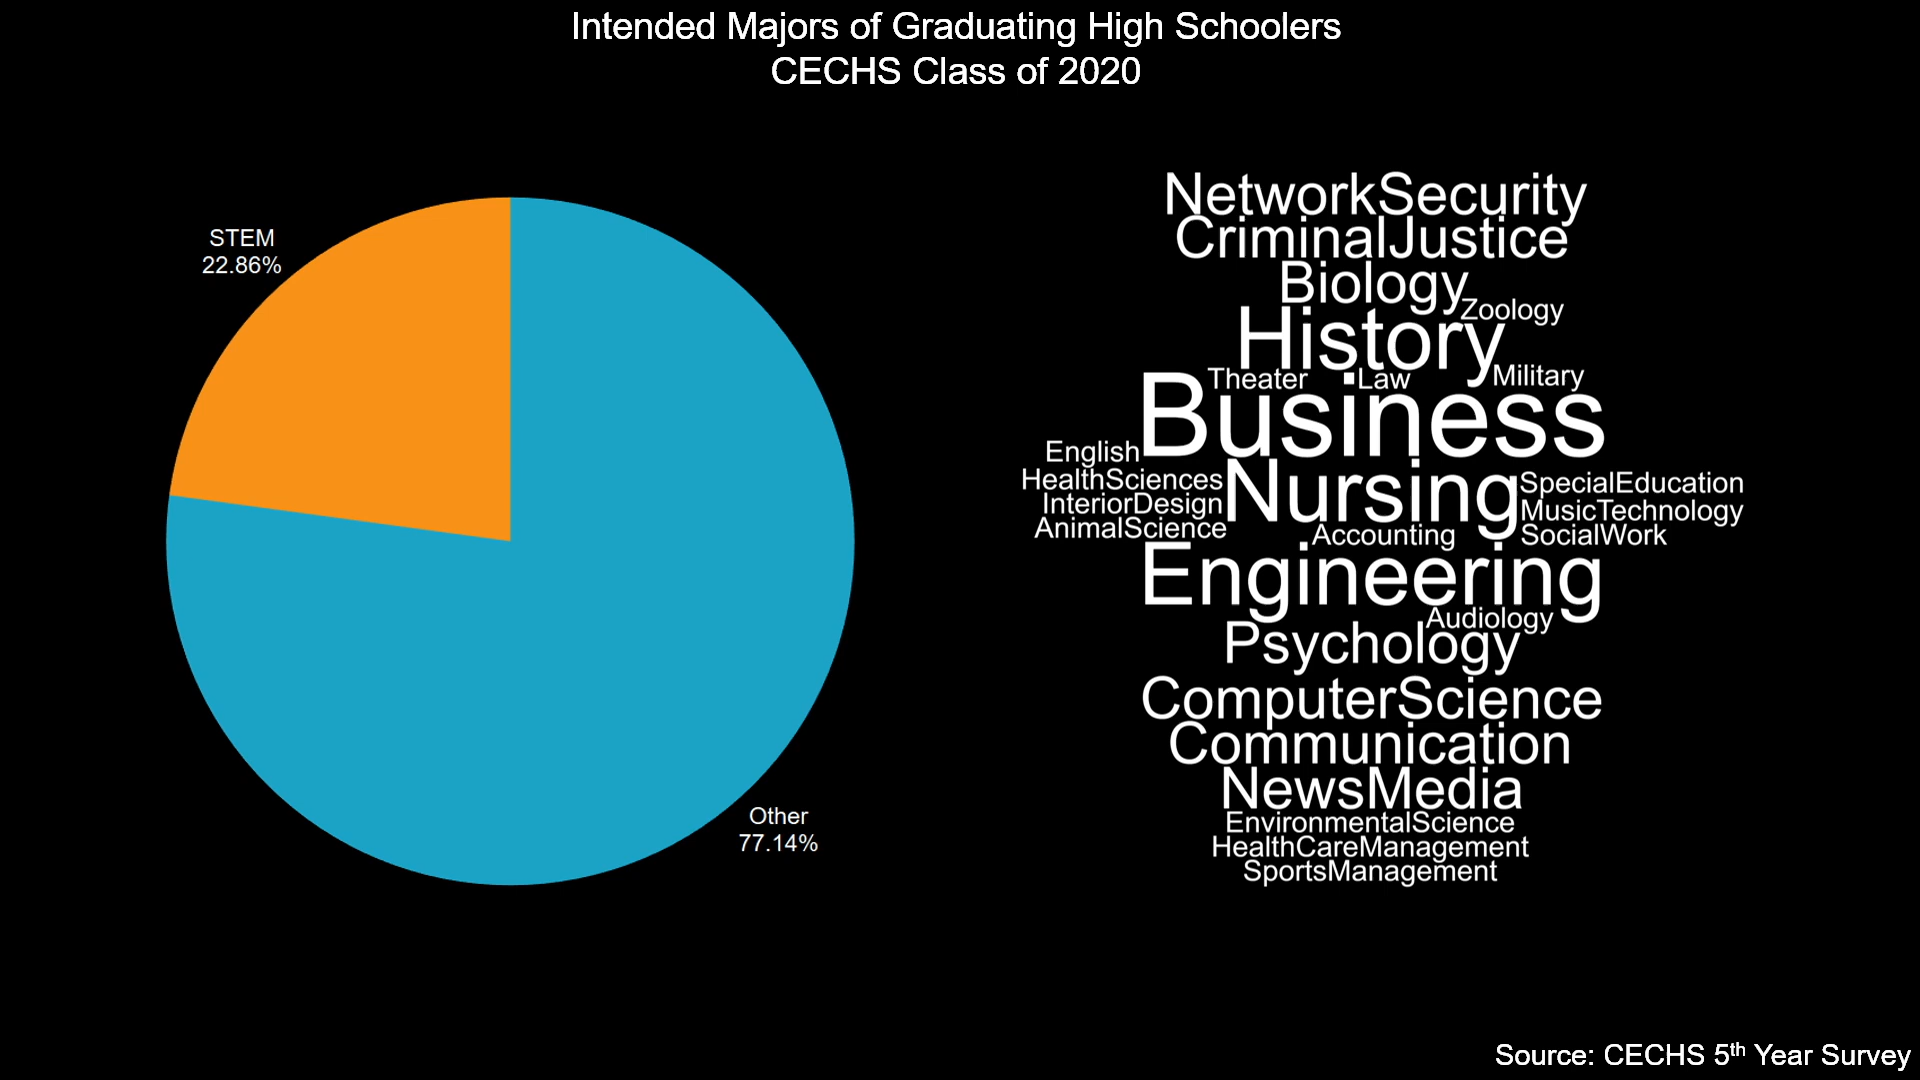 Intended Majors of Graduating High Schoolers
CECHS Class of 2020
STEM
22.86%
Other
77.14%
NetworkSecurity
CriminalJustice
Biology
Zoology
History
Theater
Law
Military
Business
English
HealthSciences
InteriorDesign
AnimalScience
Nursing
SpecialEducation
MusicTechnology
SocialWork
Accounting
Engineering
Audiology
Psychology
ComputerScience
Communication
NewsMedia
EnvironmentalScience
HealthCareManagement
SportsManagement
Source: CECHS 5th Year Survey